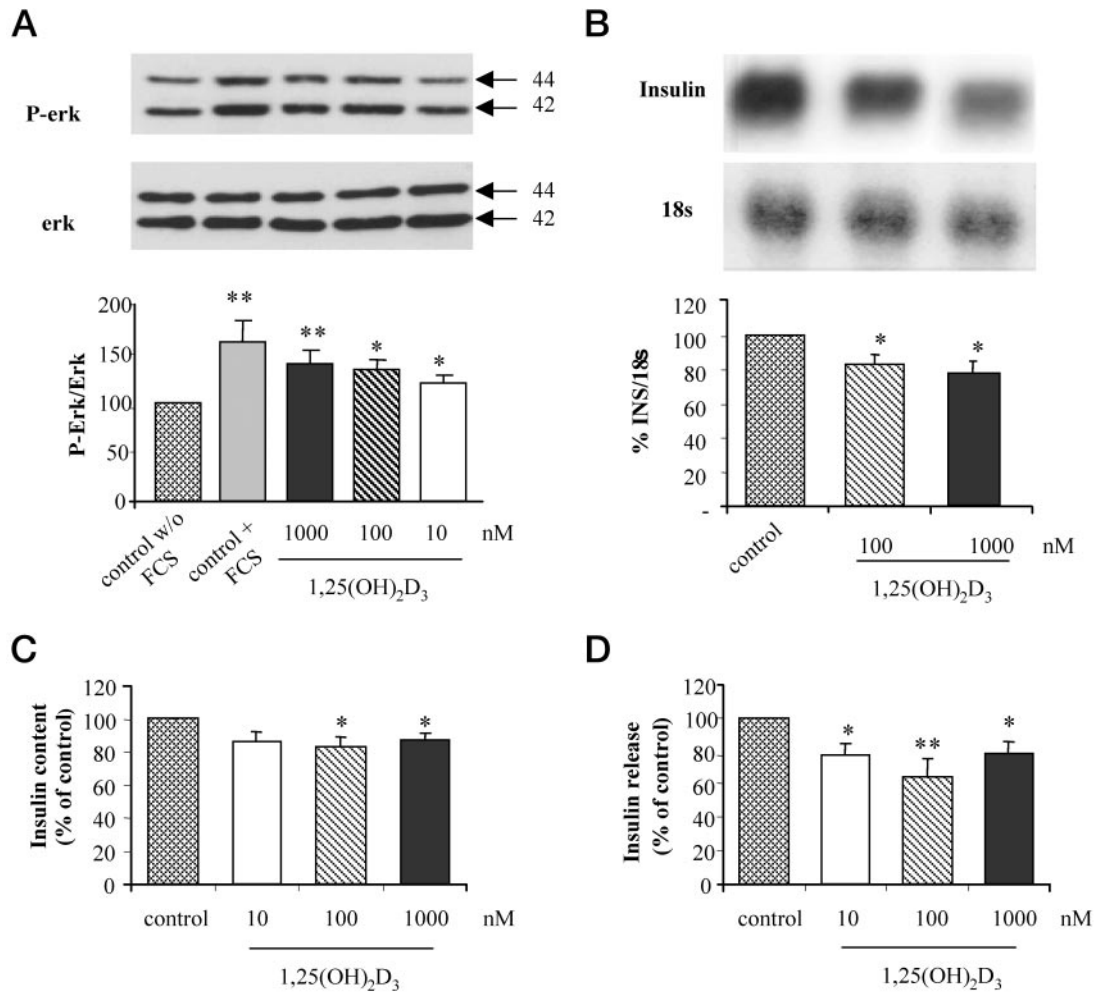 A
P-erk
44
42
erk
44
42
P-Erk/Erk
200
150
100
50
0
**
**
*
*
control w/o
FCS
control +
FCS
1000 100 10 nM
1,25(OH)₂D₃
B
Insulin
18s
% INS/18s
120
100
80
60
40
20
-
*
*
control
100 1000 nM
1,25(OH)₂D₃
C
Insulin content
(% of control)
120
100
80
60
40
20
0
*
*
control 10 100 1000 nM
1,25(OH)₂D₃
D
Insulin release
(% of control)
120
100
80
60
40
20
0
*
**
*
control 10 100 1000 nM
1,25(OH)₂D₃